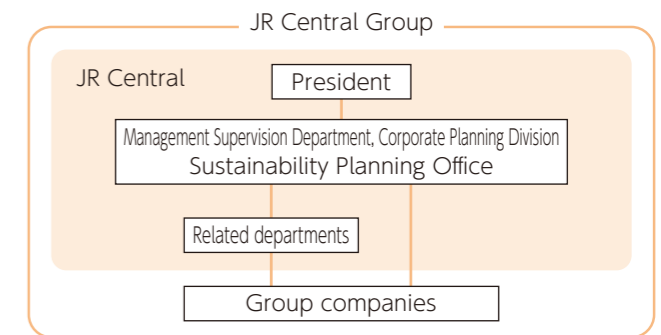 JR Central Group
JR Central
President
Management Supervision Department, Corporate Planning Division
Sustainability Planning Office
Related departments
Group companies